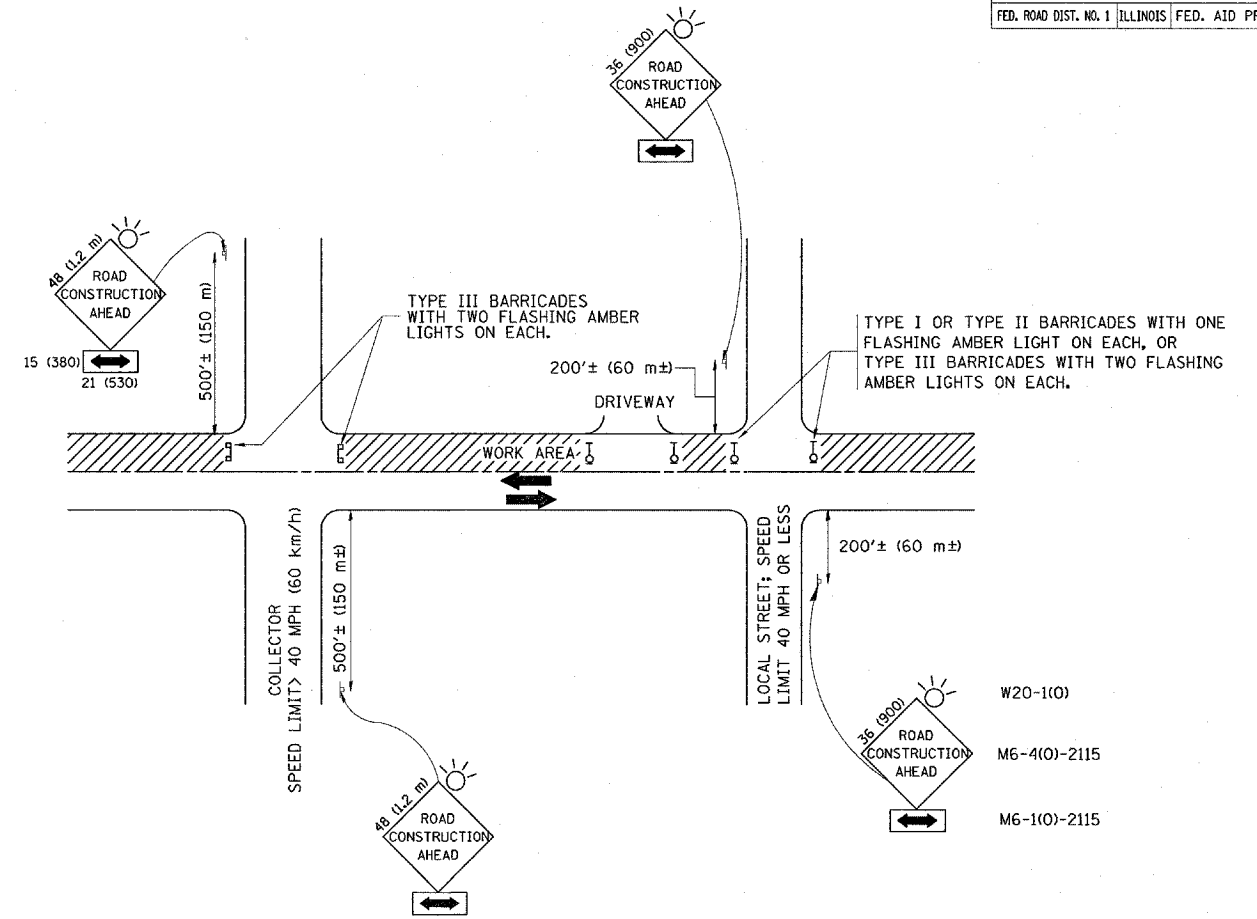 FED. ROAD DIST. NO. 1 ILLINOIS FED. AID
36 (900)
ROAD
CONSTRUCTION
AHEAD
48 (1.2 m)
ROAD
CONSTRUCTION
AHEAD
15 (380)
21 (530)
500'± (150 m)
TYPE III BARRICADES
WITH TWO FLASHING AMBER
LIGHTS ON EACH.
200'± (60 m±)
DRIVEWAY
TYPE I OR TYPE II BARRICADES WITH ONE
FLASHING AMBER LIGHT ON EACH, OR
TYPE III BARRICADES WITH TWO FLASHING
AMBER LIGHTS ON EACH.
WORK AREA
COLLECTOR
SPEED LIMIT> 40 MPH (60 km/h)
500'± (150 m±)
LOCAL STREET; SPEED
LIMIT 40 MPH OR LESS
200'± (60 m±)
48 (1.2 m)
ROAD
CONSTRUCTION
AHEAD
36 (900)
ROAD
CONSTRUCTION
AHEAD
W20-1(O)
M6-4(O)-2115
M6-1(O)-2115